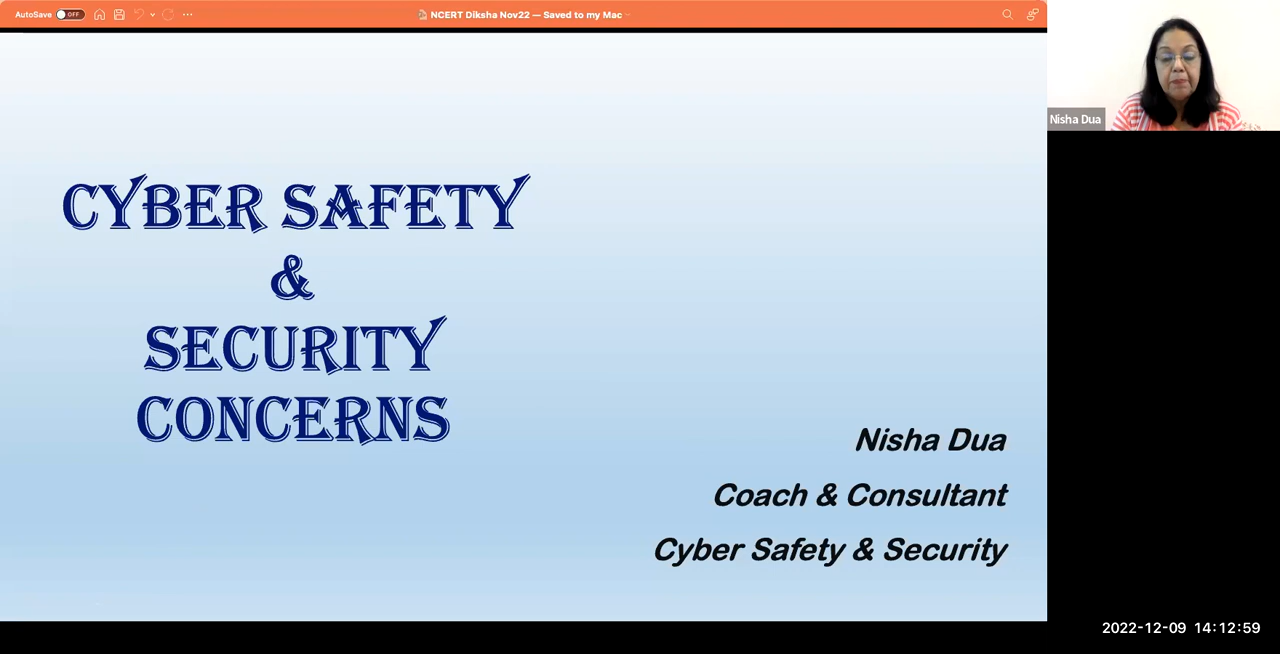 AutoSave OFF
NCERT Diksha Nov22 — Saved to my Mac
CYBER SAFETY
&
SECURITY
CONCERNS
Nisha Dua
Coach & Consultant
Cyber Safety & Security
Nisha Dua
2022-12-09 14:12:59